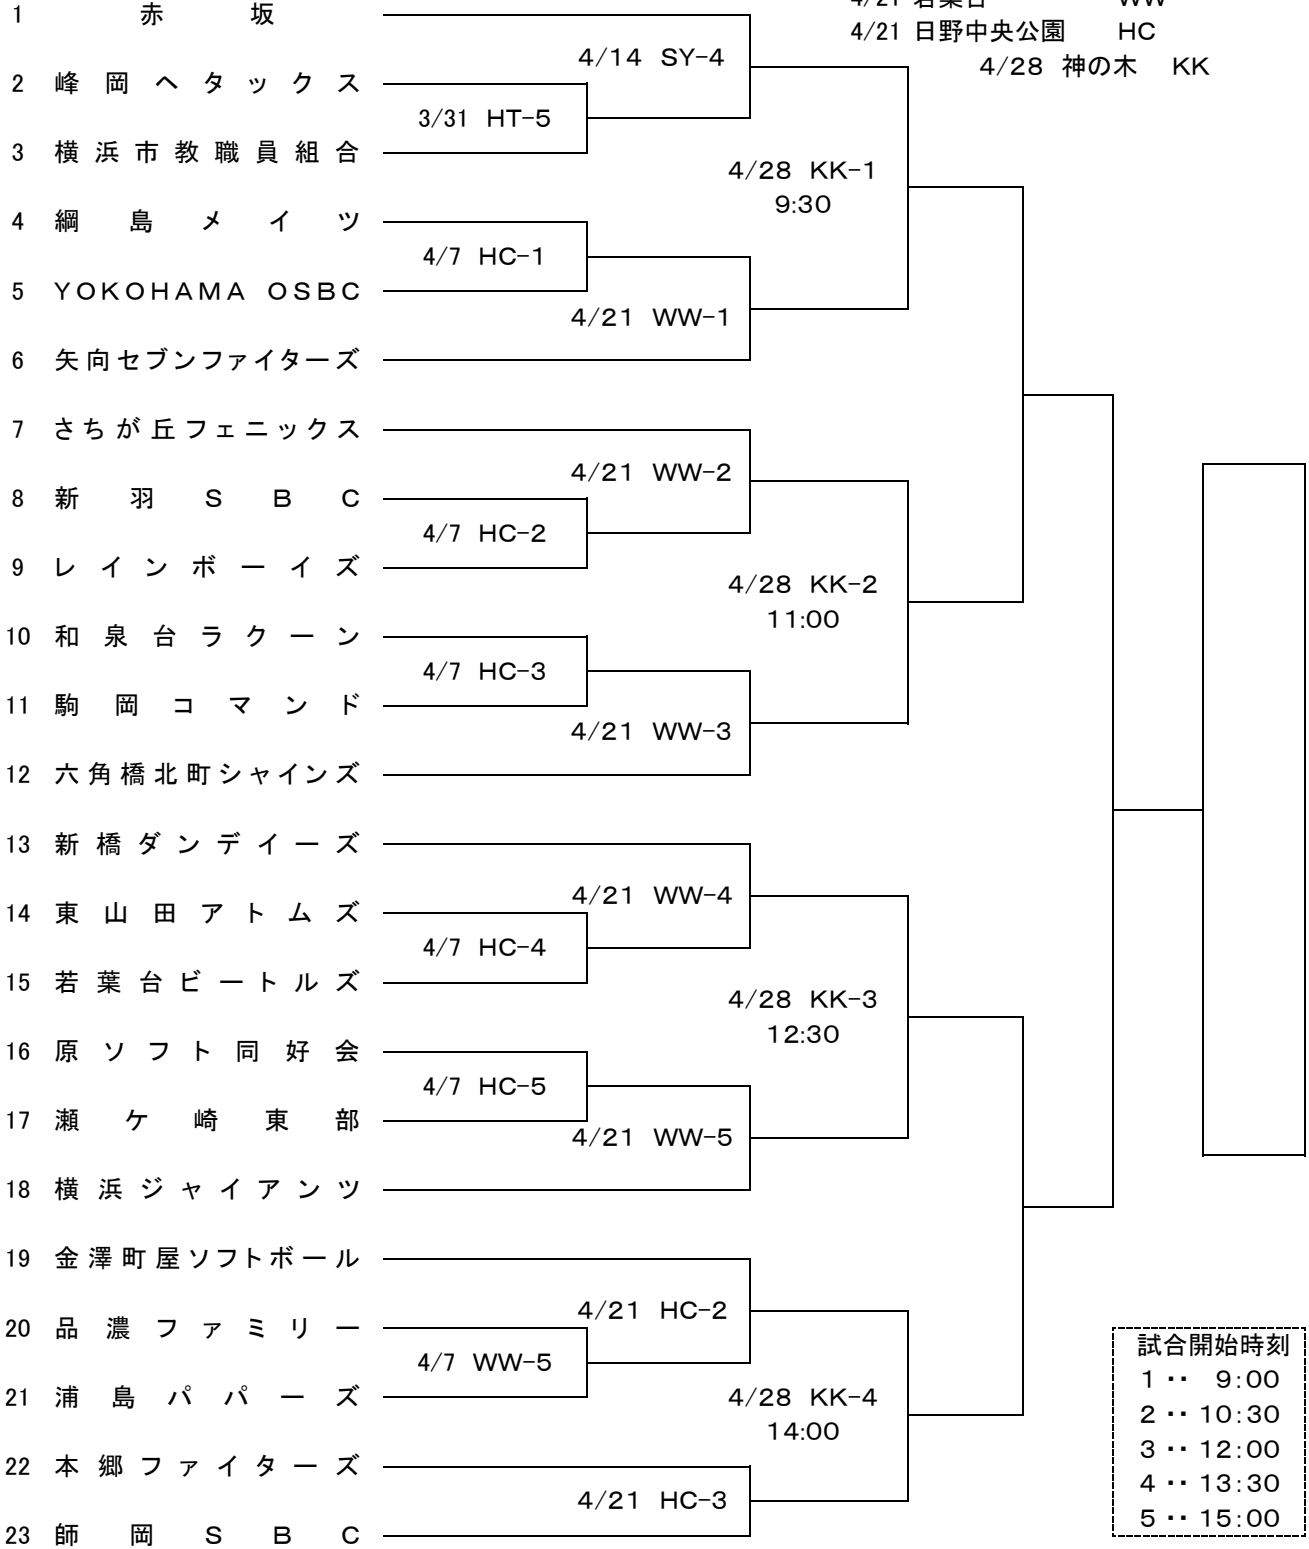 4/21 若葉台 WW
1 赤坂
4/21 日野中央公園 HC
4/14 SY-4
4/28 神の木 KK
2 峰岡ヘタックス
3/31 HT-5
3 横浜市教職員組合
4/28 KK-1
9:30
4 綱島メイツ
4/7 HC-1
5 YOKOHAMA OSBC
4/21 WW-1
6 矢向セブンファイターズ
7 さちが丘フェニックス
4/21 WW-2
8 新羽SBC
4/7 HC-2
9 レインボーイズ
4/28 KK-2
11:00
10 和泉台ラクーン
4/7 HC-3
11 駒岡コマンド
4/21 WW-3
12 六角橋北町シャインズ
13 新橋ダンデイーズ
4/21 WW-4
14 東山田アトムズ
4/7 HC-4
15 若葉台ビートルズ
4/28 KK-3
12:30
16 原ソフト同好会
4/7 HC-5
17 瀬ケ崎東部
4/21 WW-5
18 横浜ジャイアンツ
19 金澤町屋ソフトボール
4/21 HC-2
20 品濃ファミリー
4/7 WW-5
21 浦島パパーズ
4/28 KK-4
14:00
22 本郷ファイターズ
4/21 HC-3
23 師岡SBC
試合開始時刻
1 ‥ 9:00
2 ‥ 10:30
3 ‥ 12:00
4 ‥ 13:30
5 ‥ 15:00